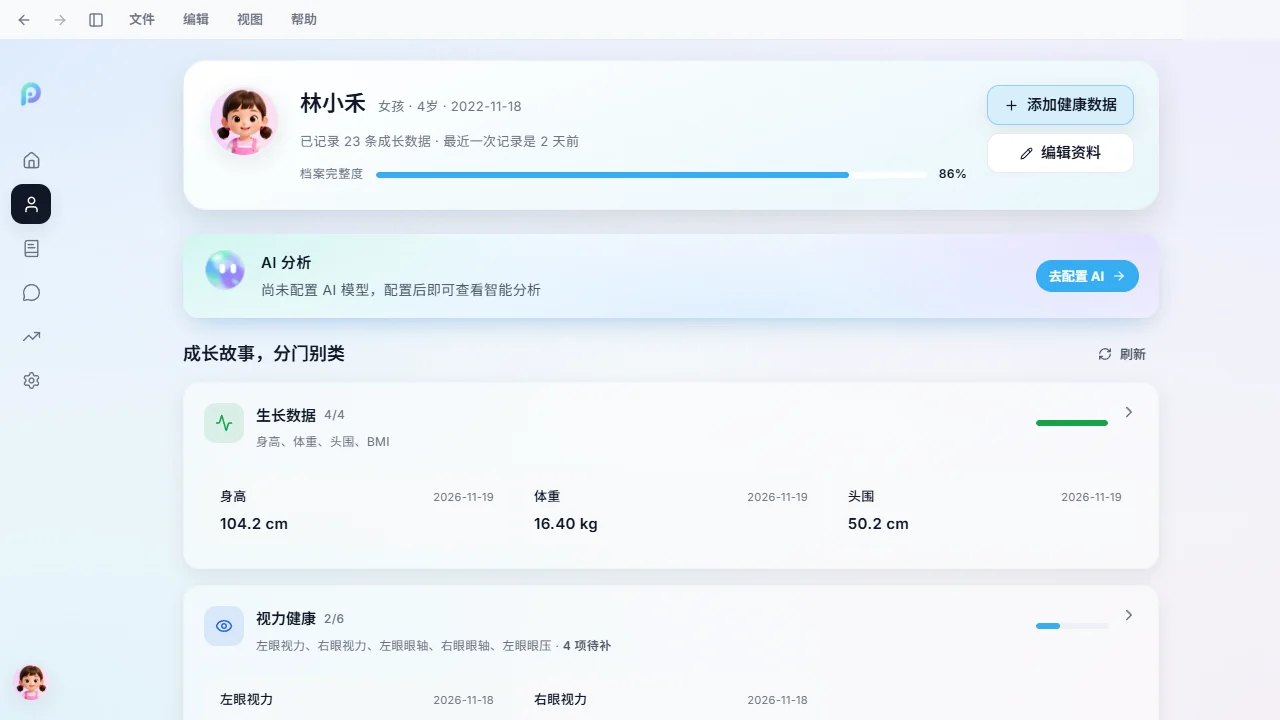 文件 编辑 视图 帮助
林小禾 女孩 · 4岁 · 2022-11-18
已记录 23 条成长数据 · 最近一次记录是 2 天前
档案完整度 86%
添加健康数据
编辑资料
AI 分析
尚未配置 AI 模型，配置后即可查看智能分析
去配置 AI
成长故事，分门别类
刷新
生长数据 4/4
身高、体重、头围、BMI
身高 2026-11-19
104.2 cm
体重 2026-11-19
16.40 kg
头围 2026-11-19
50.2 cm
视力健康 2/6
左眼视力、右眼视力、左眼眼轴、右眼眼轴、左眼眼压 · 4 项待补
左眼视力 2026-11-18
右眼视力 2026-11-18